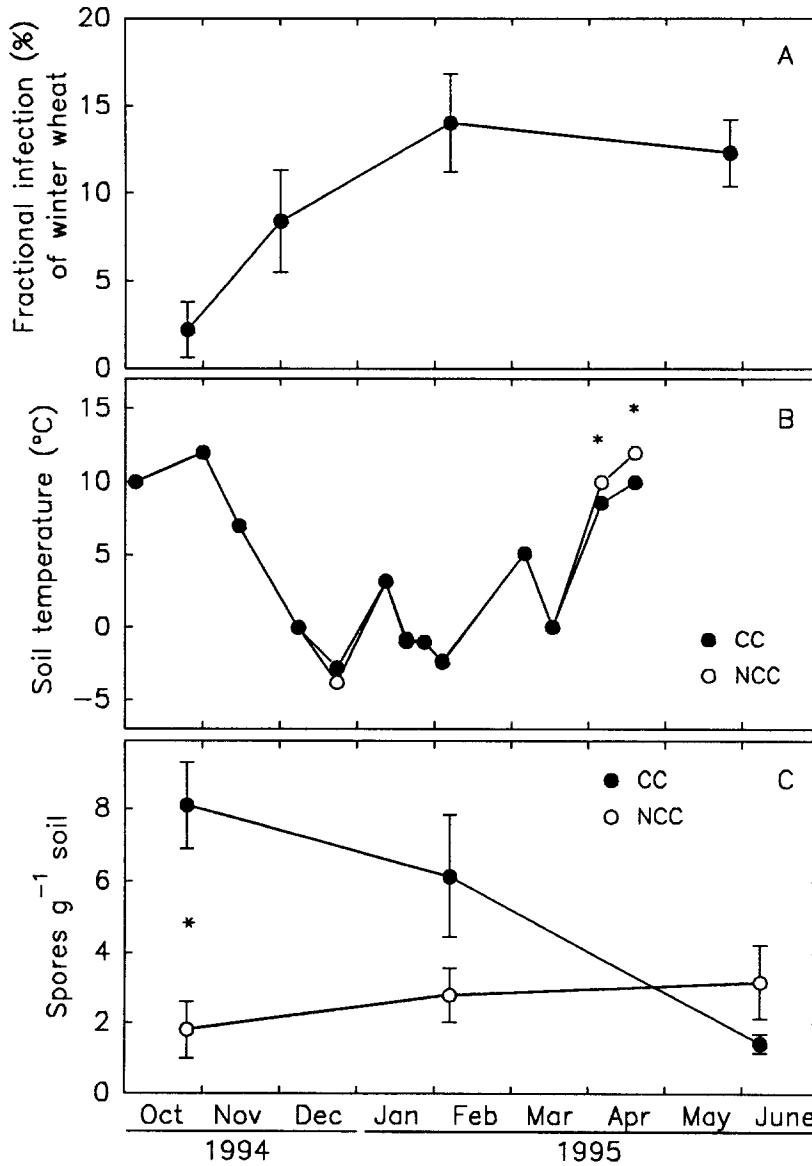 Fractional infection (%)
of winter wheat
20
15
10
5
0
A
Soil temperature (°C)
15
10
5
0
−5
*
*
B
CC
NCC
Spores g⁻¹ soil
8
6
4
2
0
*
CC
NCC
C
Oct Nov Dec Jan Feb Mar Apr May June
1994 1995